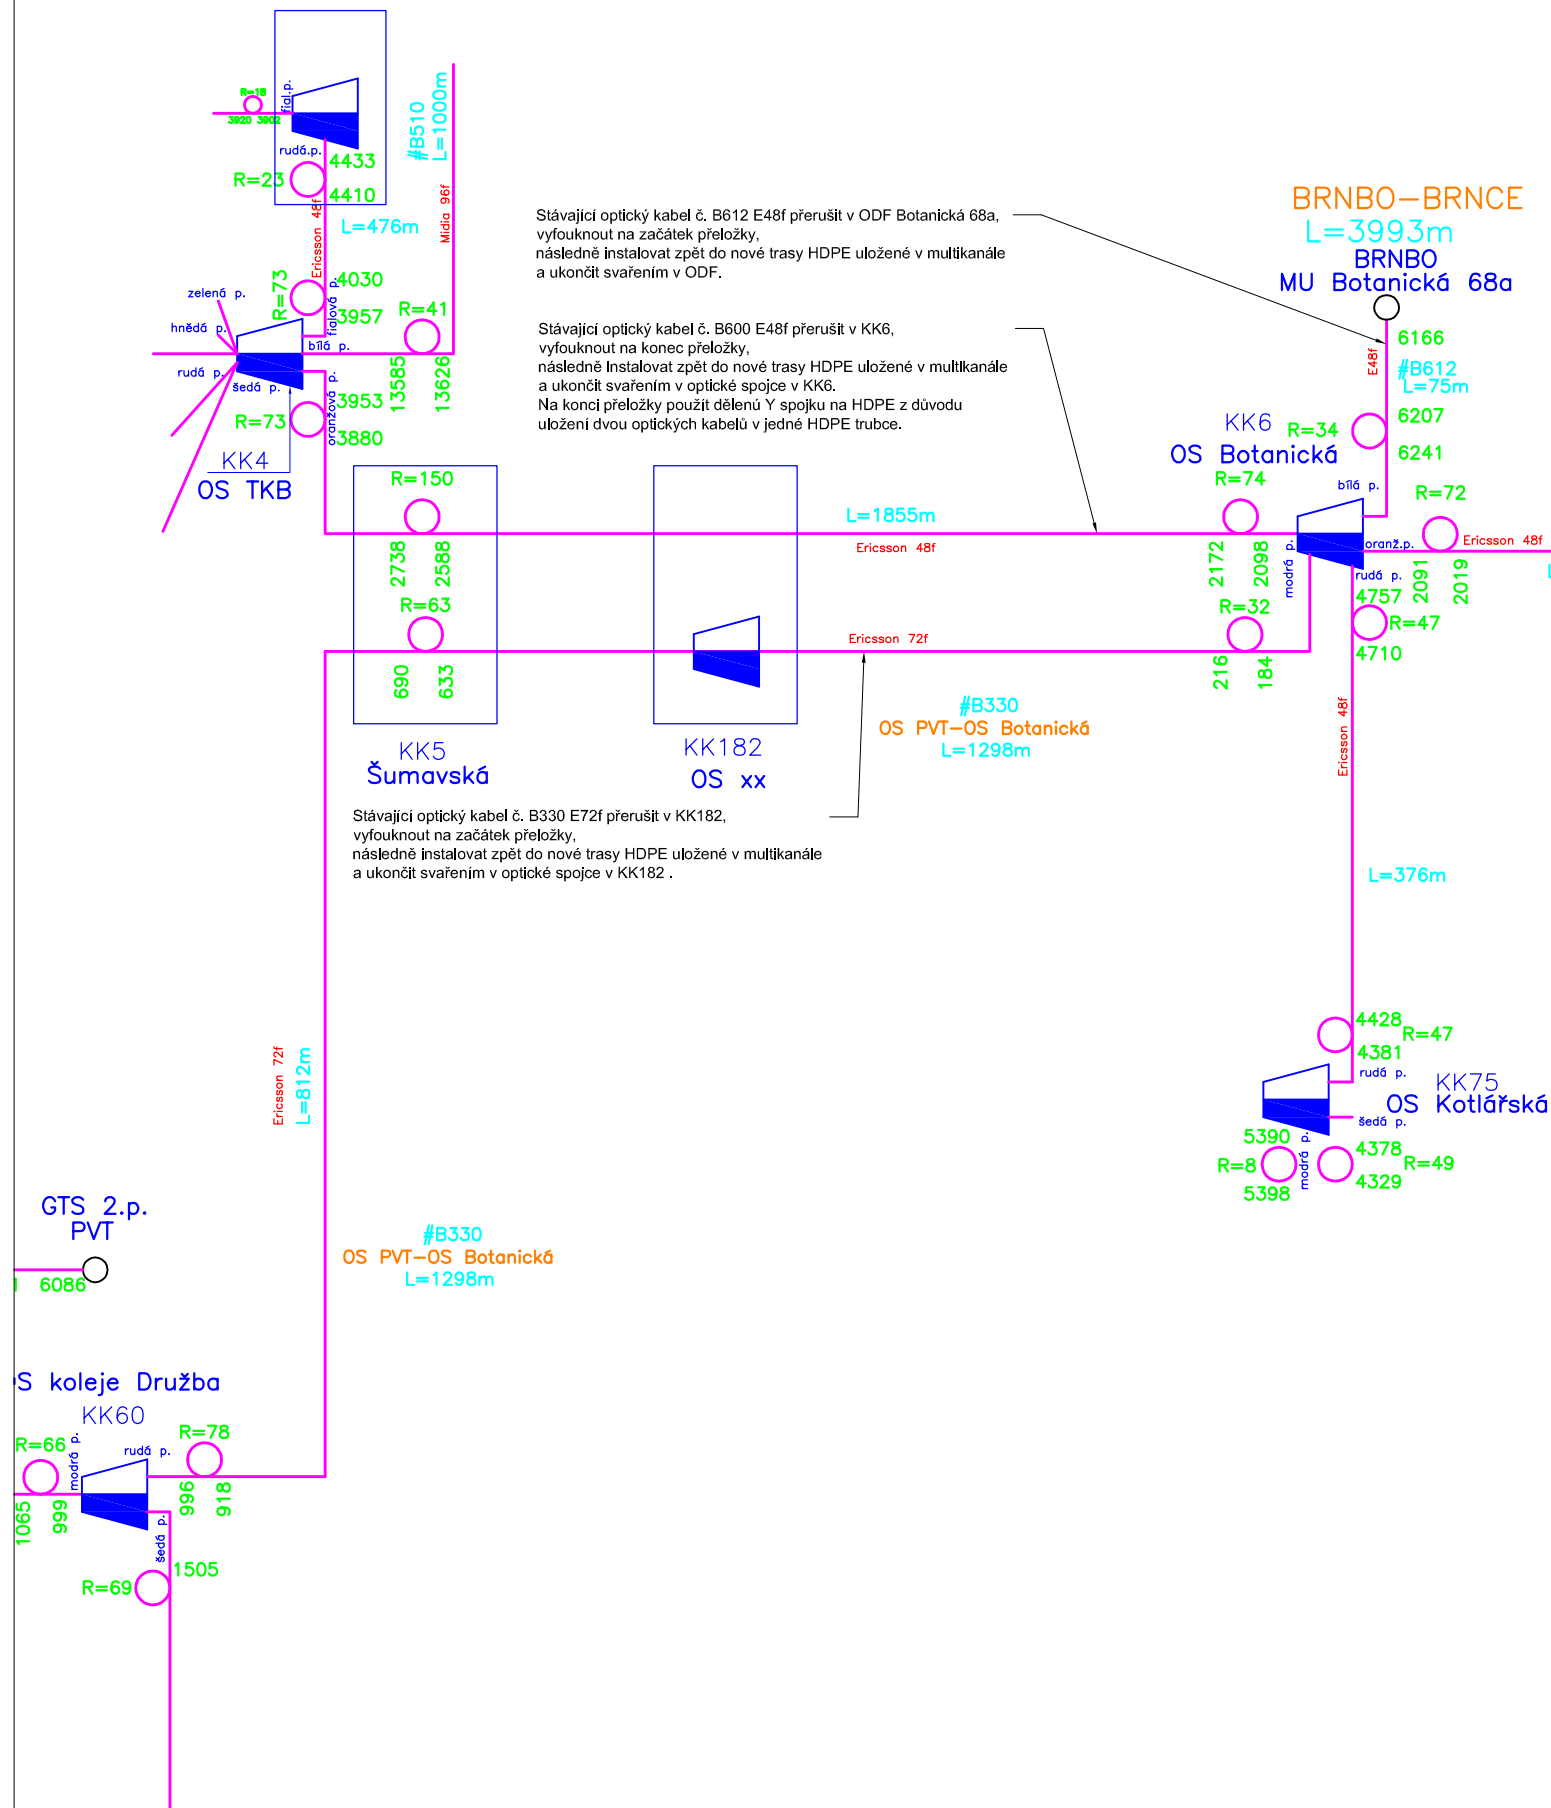 R=18
3920 3902
fial.p.
rudá.p.
4433
R=23
4410
Ericsson 48f
L=476m
#B510
L=1000m
Midia 96f
R=73
4030
3957
fialová p.
zelená p.
hnědá p.
bílá p.
rudá p.
šedá p.
R=41
13585
13626
oranžová p.
3953
R=73
3880
KK4
OS TKB
Stávající optický kabel č. B612 E48f přerušit v ODF Botanická 68a,
vyfouknout na začátek přeložky,
následně instalovat zpět do nové trasy HDPE uložené v multikanále
a ukončit svařením v ODF.
Stávající optický kabel č. B600 E48f přerušit v KK6,
vyfouknout na konec přeložky,
následně instalovat zpět do nové trasy HDPE uložené v multikanále
a ukončit svařením v optické spojce v KK6.
Na konci přeložky použít dělenú Y spojku na HDPE z důvodu
uložení dvou optických kabelů v jedné HDPE trubce.
BRNBO-BRNCE
L=3993m
BRNBO
MU Botanická 68a
6166
E48f
#B612
L=75m
6207
R=34
6241
KK6
OS Botanická
bílá p.
R=72
R=74
2172
2098
modrá p.
oranž.p.
Ericsson 48f
rudá p.
2091
2019
4757
R=47
4710
R=150
2738
2588
L=1855m
Ericsson 48f
R=63
690
633
Ericsson 72f
R=32
216
184
#B330
OS PVT-OS Botanická
L=1298m
KK5
Šumavská
KK182
OS xx
Stávající optický kabel č. B330 E72f přerušit v KK182,
vyfouknout na začátek přeložky,
následně instalovat zpět do nové trasy HDPE uložené v multikanále
a ukončit svařením v optické spojce v KK182 .
Ericsson 48f
L=376m
4428
R=47
4381
rudá p.
KK75
OS Kotlářská
šedá p.
5390
R=8
5398
modrá p.
4378
R=49
4329
Ericsson 72f
L=812m
GTS 2.p.
PVT
6086
#B330
OS PVT-OS Botanická
L=1298m
S koleje Družba
KK60
R=66
modrá p.
rudá p.
R=78
1065
999
996
918
šedá p.
1505
R=69